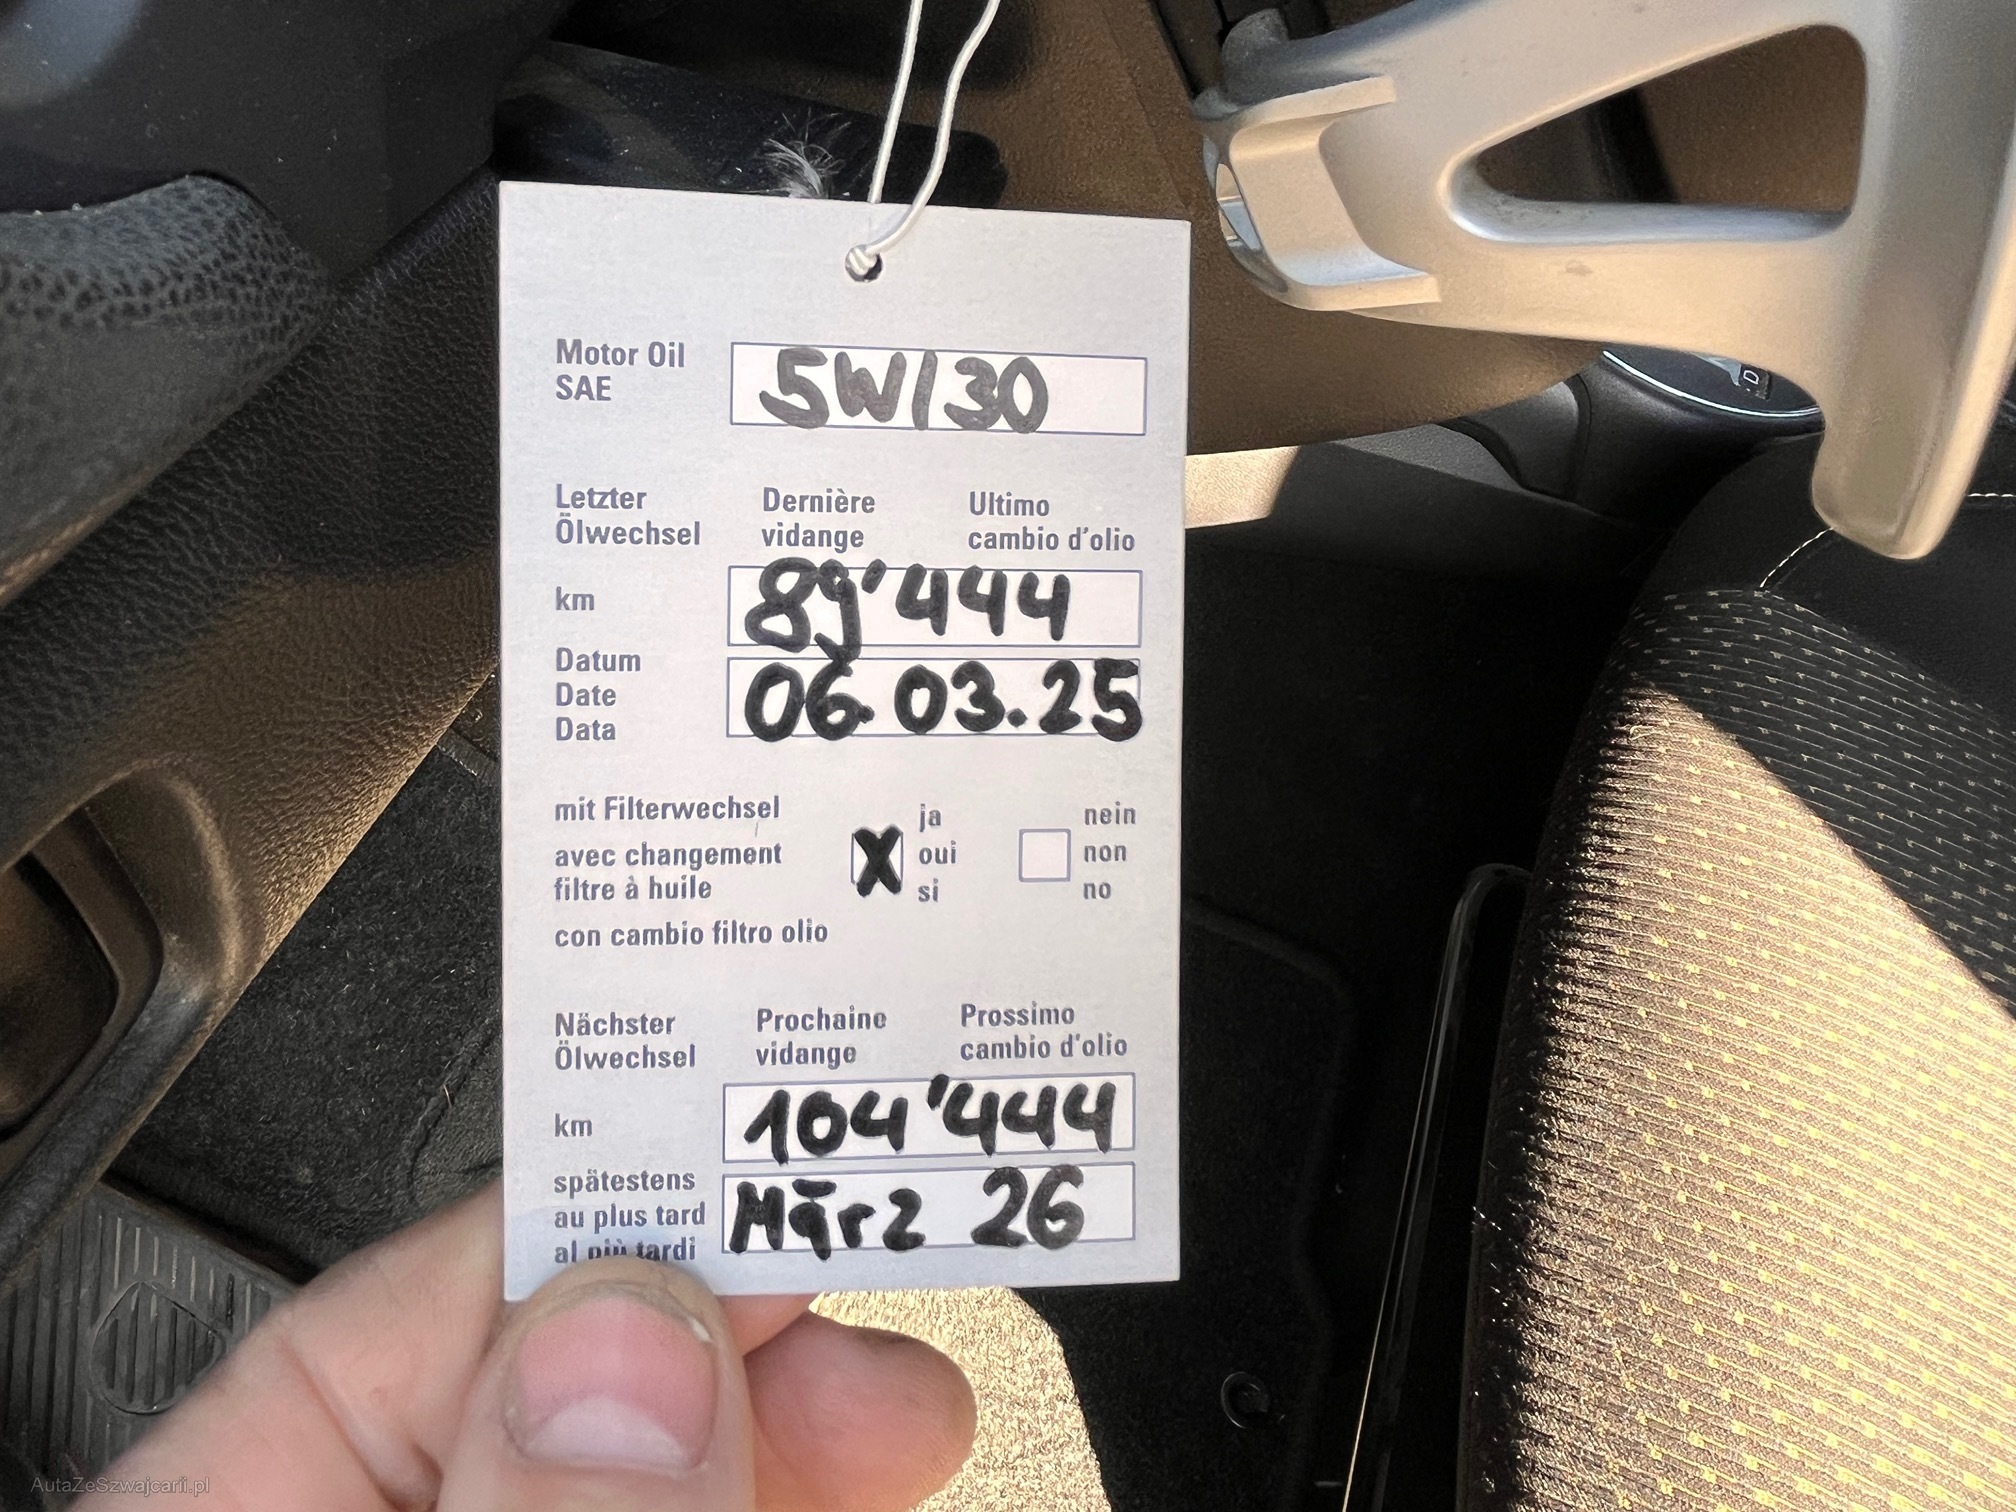 Motor Oil
SAE
5W/30
Letzter
Ölwechsel
Dernière
vidange
Ultimo
cambio d'olio
km
89'444
Datum
Date
Data
06.03.25
mit Filterwechsel
avec changement
filtre à huile
con cambio filtro olio
ja
oui
si
X
nein
non
no
Nächster
Ölwechsel
Prochaine
vidange
Prossimo
cambio d'olio
km
104'444
spätestens
au plus tard
al più tardi
März 26
AutaZeSzwajcarii.pl